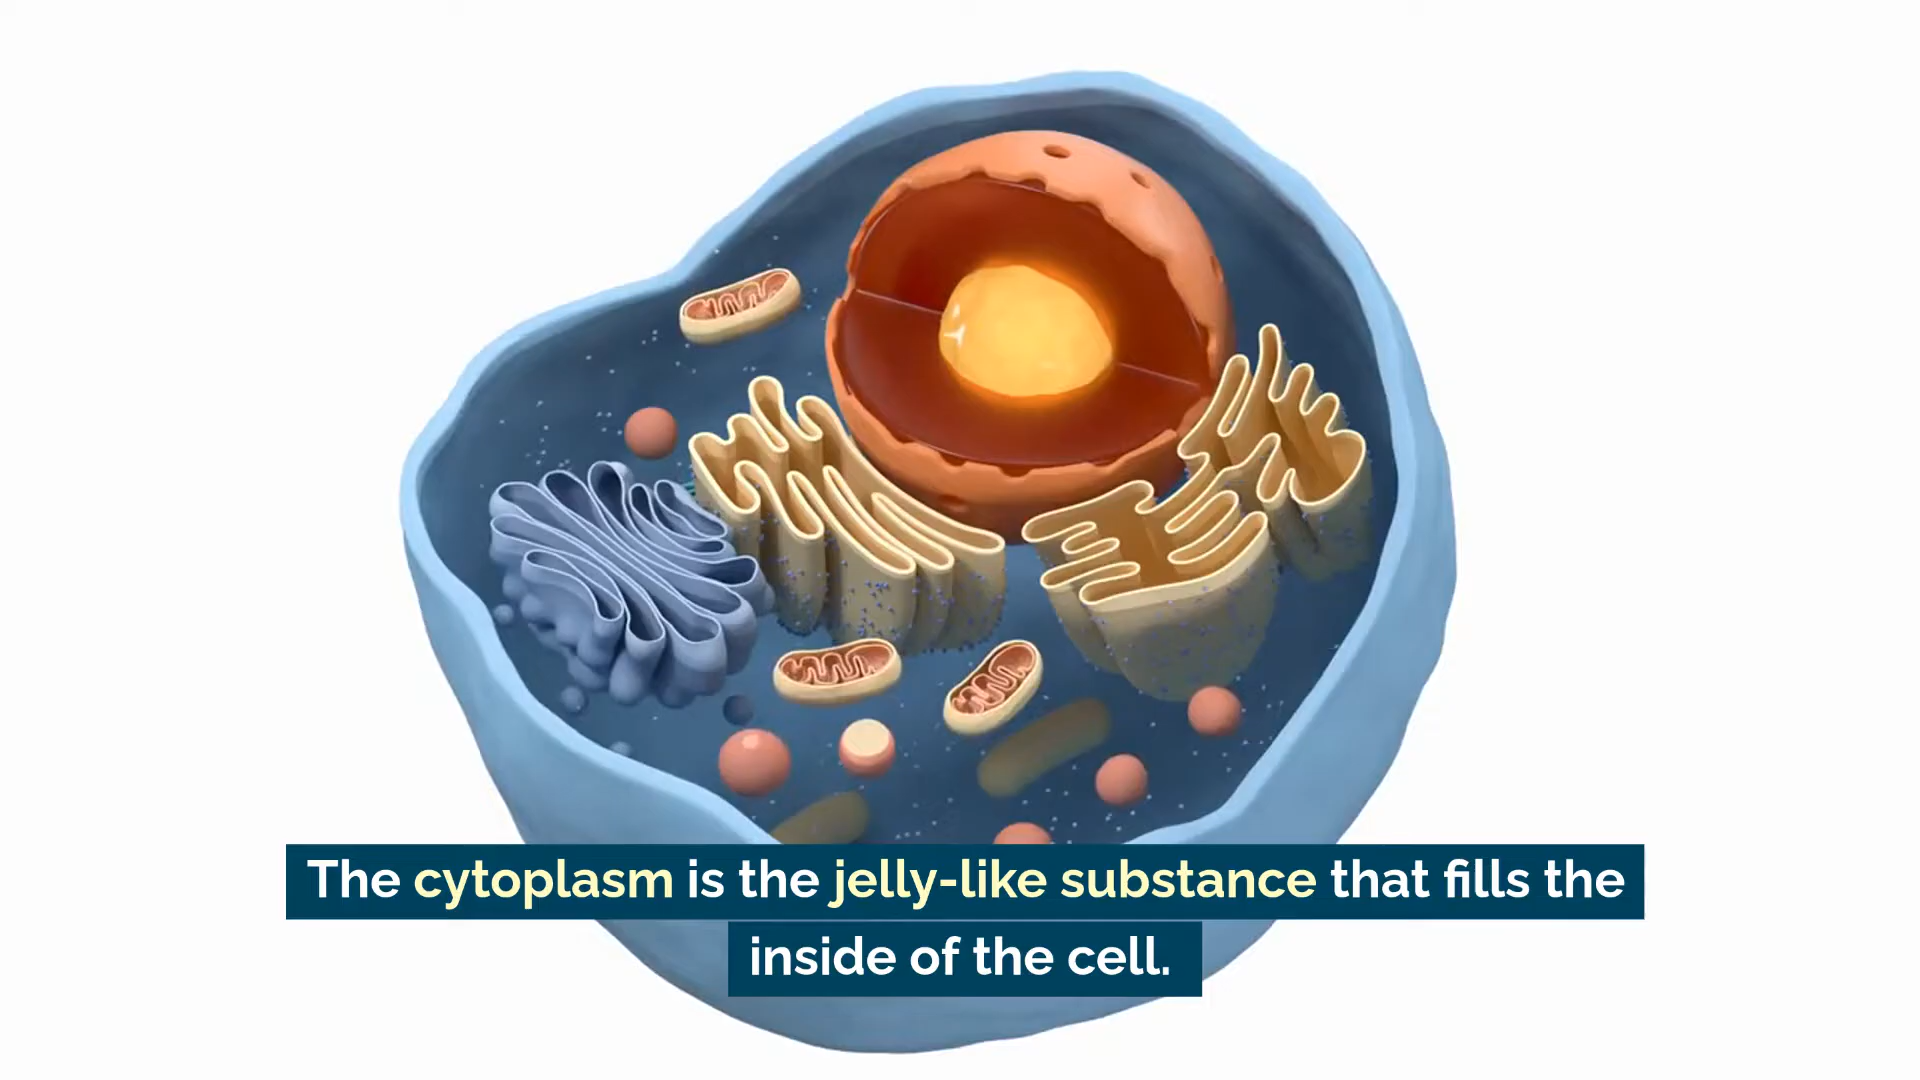 The cytoplasm is the jelly-like substance that fills the
inside of the cell.